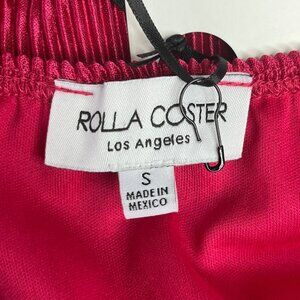 ROLLA COSTER
Los Angeles
S
MADE IN
MEXICO